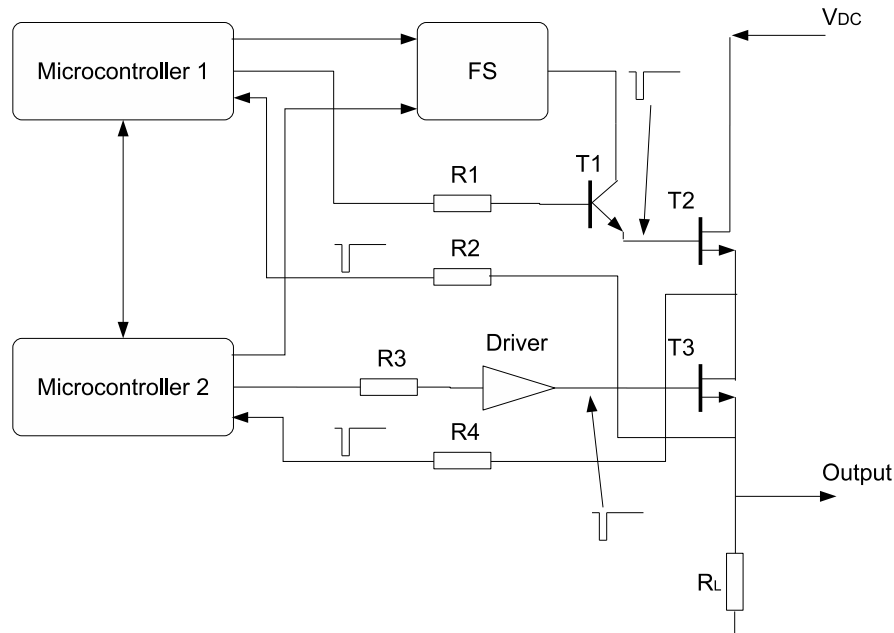 VDC
Microcontroller 1
FS
T1
R1
T2
R2
Driver
T3
R3
Microcontroller 2
R4
Output
RL